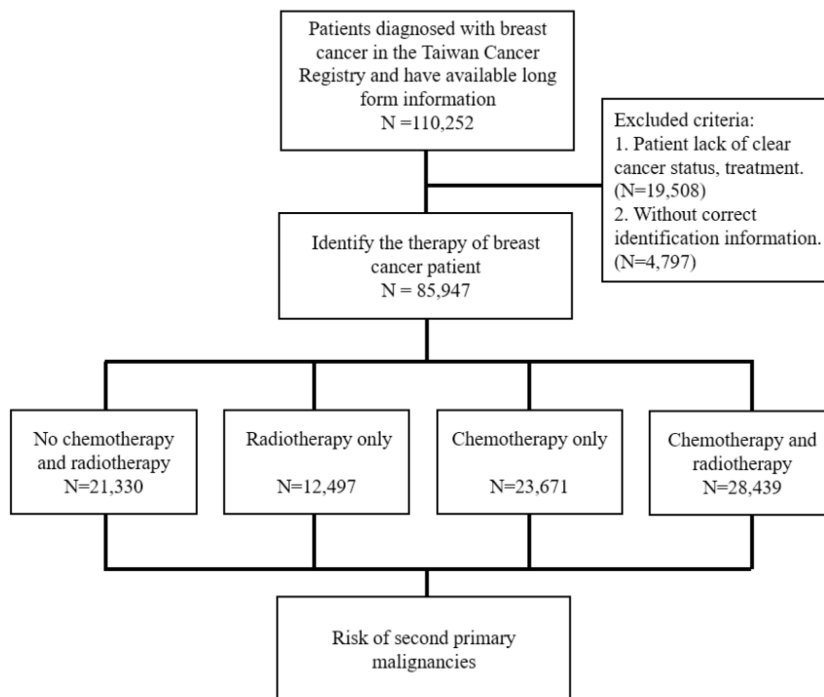 Patients diagnosed with breast
cancer in the Taiwan Cancer
Registry and have available long
form information
N =110,252
Excluded criteria:
1. Patient lack of clear
cancer status, treatment.
(N=19,508)
2. Without correct
identification information.
(N=4,797)
Identify the therapy of breast
cancer patient
N = 85,947
No chemotherapy
and radiotherapy
N=21,330
Radiotherapy only
N=12,497
Chemotherapy only
N=23,671
Chemotherapy and
radiotherapy
N=28,439
Risk of second primary
malignancies